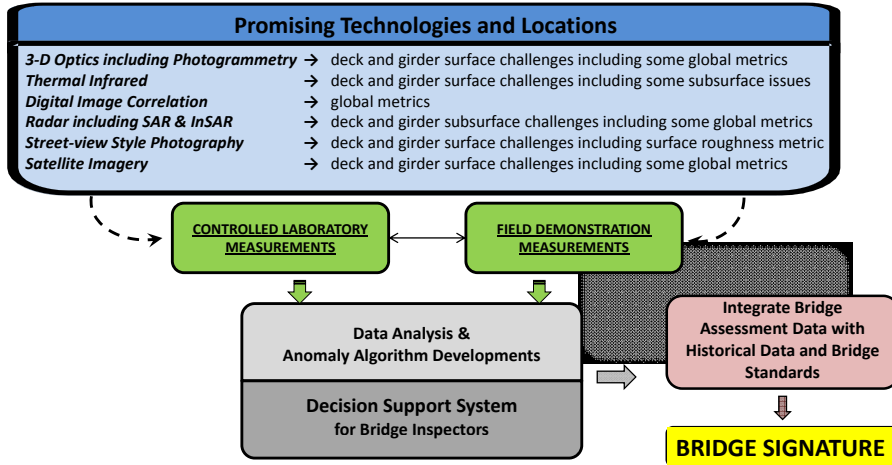 Promising Technologies and Locations
3-D Optics including Photogrammetry → deck and girder surface challenges including some global metrics
Thermal Infrared → deck and girder surface challenges including some subsurface issues
Digital Image Correlation → global metrics
Radar including SAR & InSAR → deck and girder subsurface challenges including some global metrics
Street-view Style Photography → deck and girder surface challenges including surface roughness metric
Satellite Imagery → deck and girder surface challenges including some global metrics
CONTROLLED LABORATORY
MEASUREMENTS
FIELD DEMONSTRATION
MEASUREMENTS
Data Analysis &
Anomaly Algorithm Developments
Decision Support System
for Bridge Inspectors
Integrate Bridge
Assessment Data with
Historical Data and Bridge
Standards
BRIDGE SIGNATURE